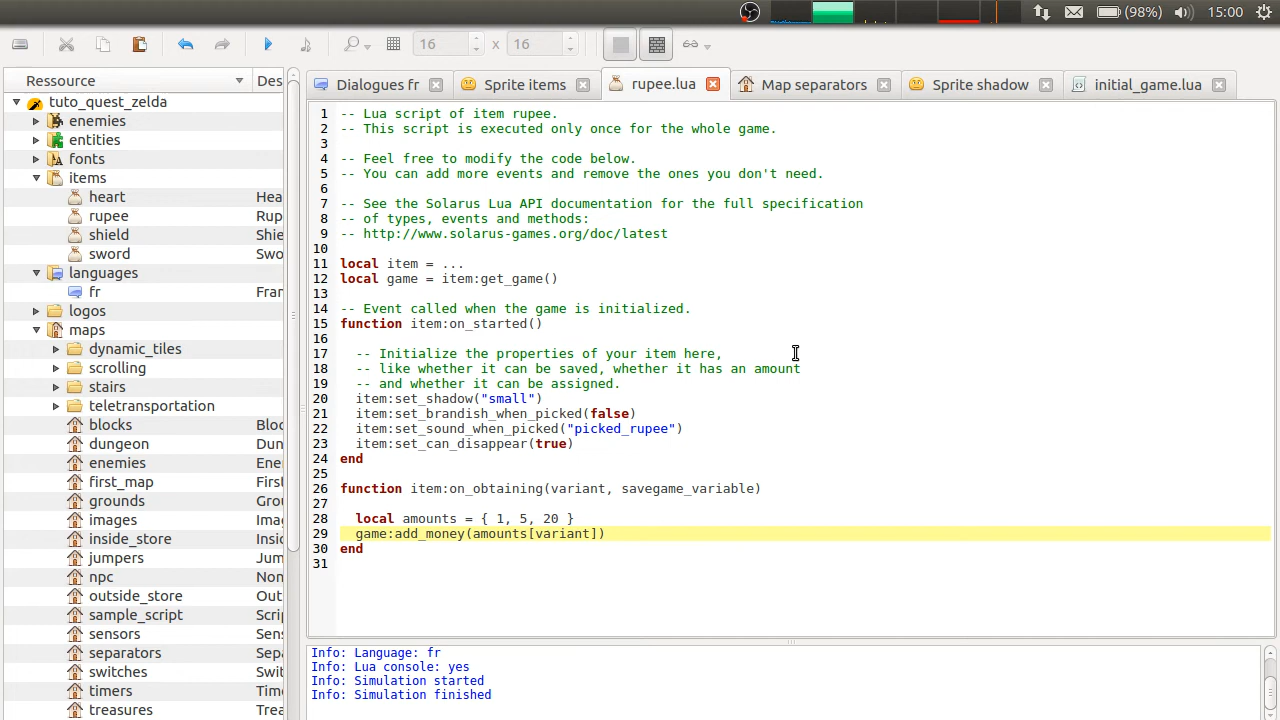 (98%) 15:00
16 x 16
Ressource Des
Dialogues fr Sprite items rupee.lua Map separators Sprite shadow initial_game.lua
tuto_quest_zelda
enemies
entities
fonts
items
heart Hea
rupee Rup
shield Shie
sword Swo
languages
fr Fran
logos
maps
dynamic_tiles
scrolling
stairs
teletransportation
blocks Bloc
dungeon Don
enemies Ene
first_map
grounds
images Imag
inside_store Insi
jumpers
npc
outside_store Out
sample_script Scri
sensors Sens
separators Sepa
switches
timers Time
treasures Trea
1 -- Lua script of item rupee.
2 -- This script is executed only once for the whole game.
3
4 -- Feel free to modify the code below.
5 -- You can add more events and remove the ones you don't need.
6
7 -- See the Solarus Lua API documentation for the full specification
8 -- of types, events and methods:
9 -- http://www.solarus-games.org/doc/latest
10
11 local item = ...
12 local game = item:get_game()
13
14 -- Event called when the game is initialized.
15 function item:on_started()
16
17 -- Initialize the properties of your item here,
18 -- like whether it can be saved, whether it has an amount
19 -- and whether it can be assigned.
20 item:set_shadow("small")
21 item:set_brandish_when_picked(false)
22 item:set_sound_when_picked("picked_rupee")
23 item:set_can_disappear(true)
24 end
25
26 function item:on_obtaining(variant, savegame_variable)
27
28 local amounts = { 1, 5, 20 }
29 game:add_money(amounts[variant])
30 end
31
Info: Language: fr
Info: Lua console: yes
Info: Simulation started
Info: Simulation finished